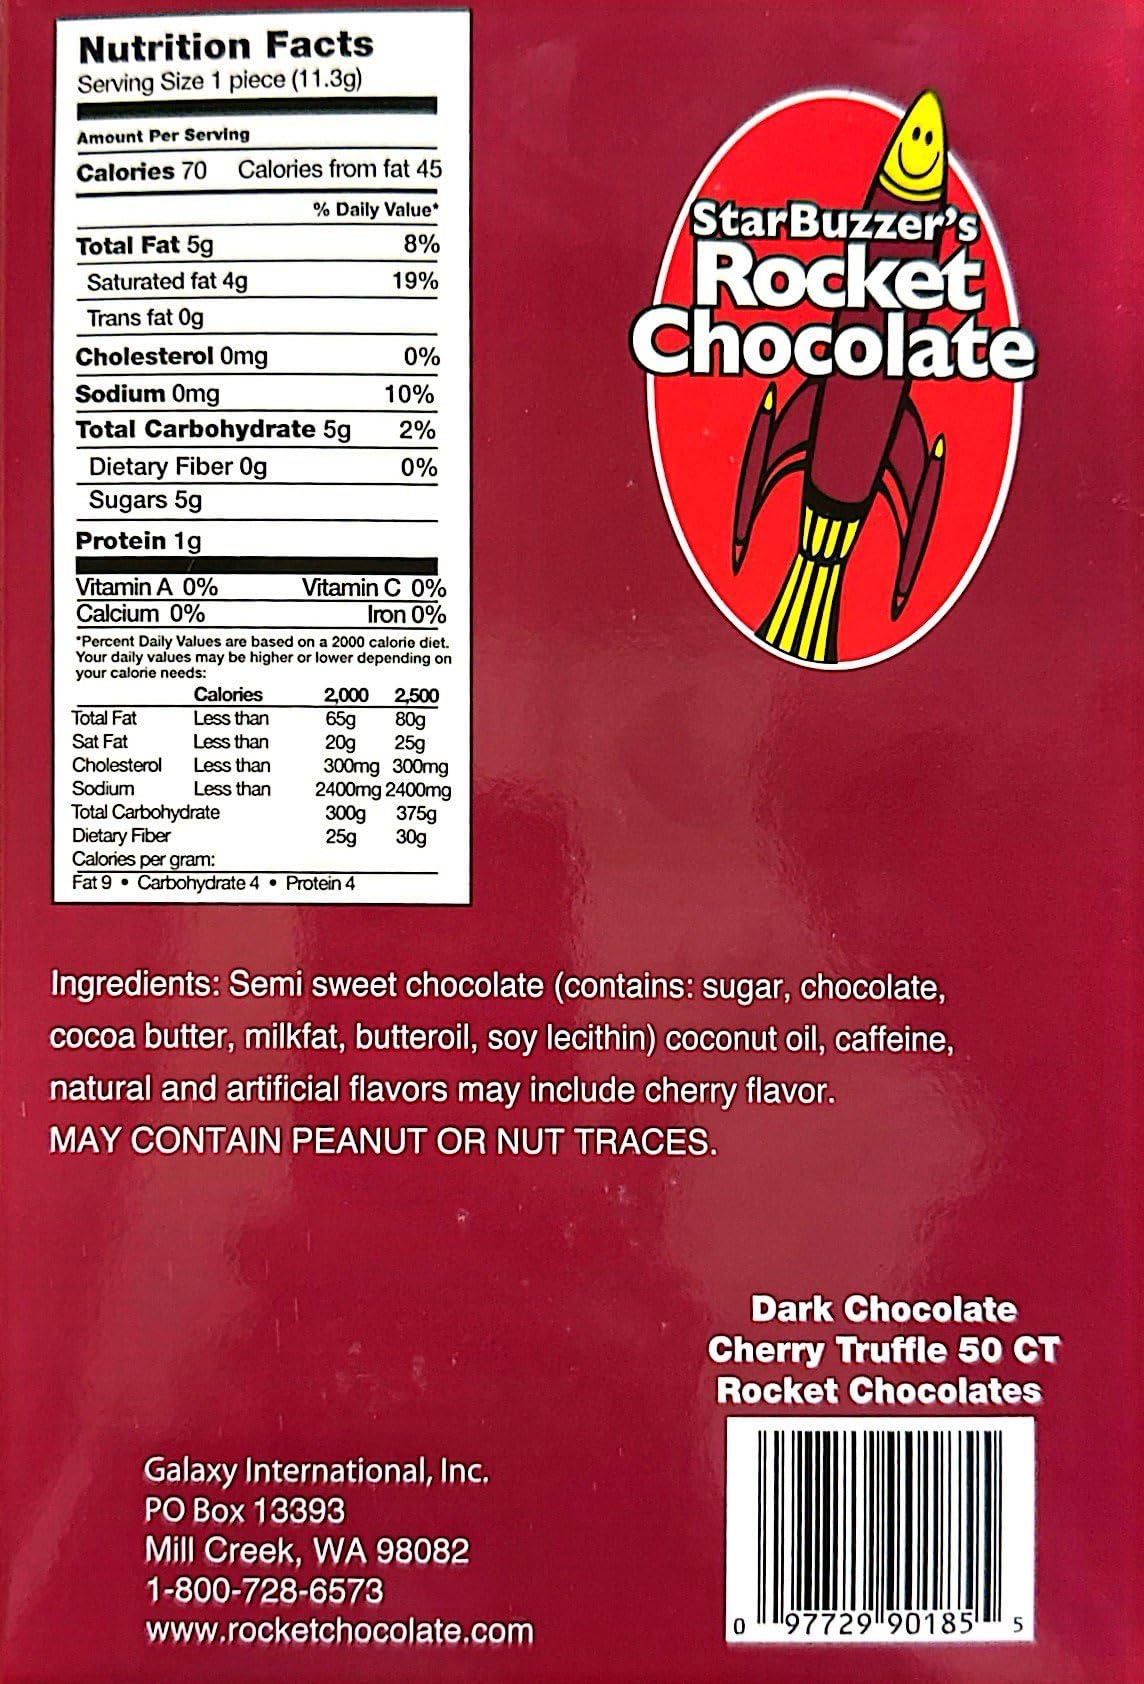 Nutrition Facts
Serving Size 1 piece (11.3g)
Amount Per Serving
Calories 70 Calories from fat 45
% Daily Value*
Total Fat 5g 8%
Saturated fat 4g 19%
Trans fat 0g
Cholesterol 0mg 0%
Sodium 0mg 10%
Total Carbohydrate 5g 2%
Dietary Fiber 0g 0%
Sugars 5g
Protein 1g
Vitamin A 0% Vitamin C 0%
Calcium 0% Iron 0%
*Percent Daily Values are based on a 2000 calorie diet.
Your daily values may be higher or lower depending on
your calorie needs:
Calories 2,000 2,500
Total Fat Less than 65g 80g
Sat Fat Less than 20g 25g
Cholesterol Less than 300mg 300mg
Sodium Less than 2400mg 2400mg
Total Carbohydrate 300g 375g
Dietary Fiber 25g 30g
Calories per gram:
Fat 9 • Carbohydrate 4 • Protein 4
StarBuzzer's
Rocket
Chocolate
Ingredients: Semi sweet chocolate (contains: sugar, chocolate,
cocoa butter, milkfat, butteroil, soy lecithin) coconut oil, caffeine,
natural and artificial flavors may include cherry flavor.
MAY CONTAIN PEANUT OR NUT TRACES.
Dark Chocolate
Cherry Truffle 50 CT
Rocket Chocolates
0 97729 90185 5
Galaxy International, Inc.
PO Box 13393
Mill Creek, WA 98082
1-800-728-6573
www.rocketchocolate.com